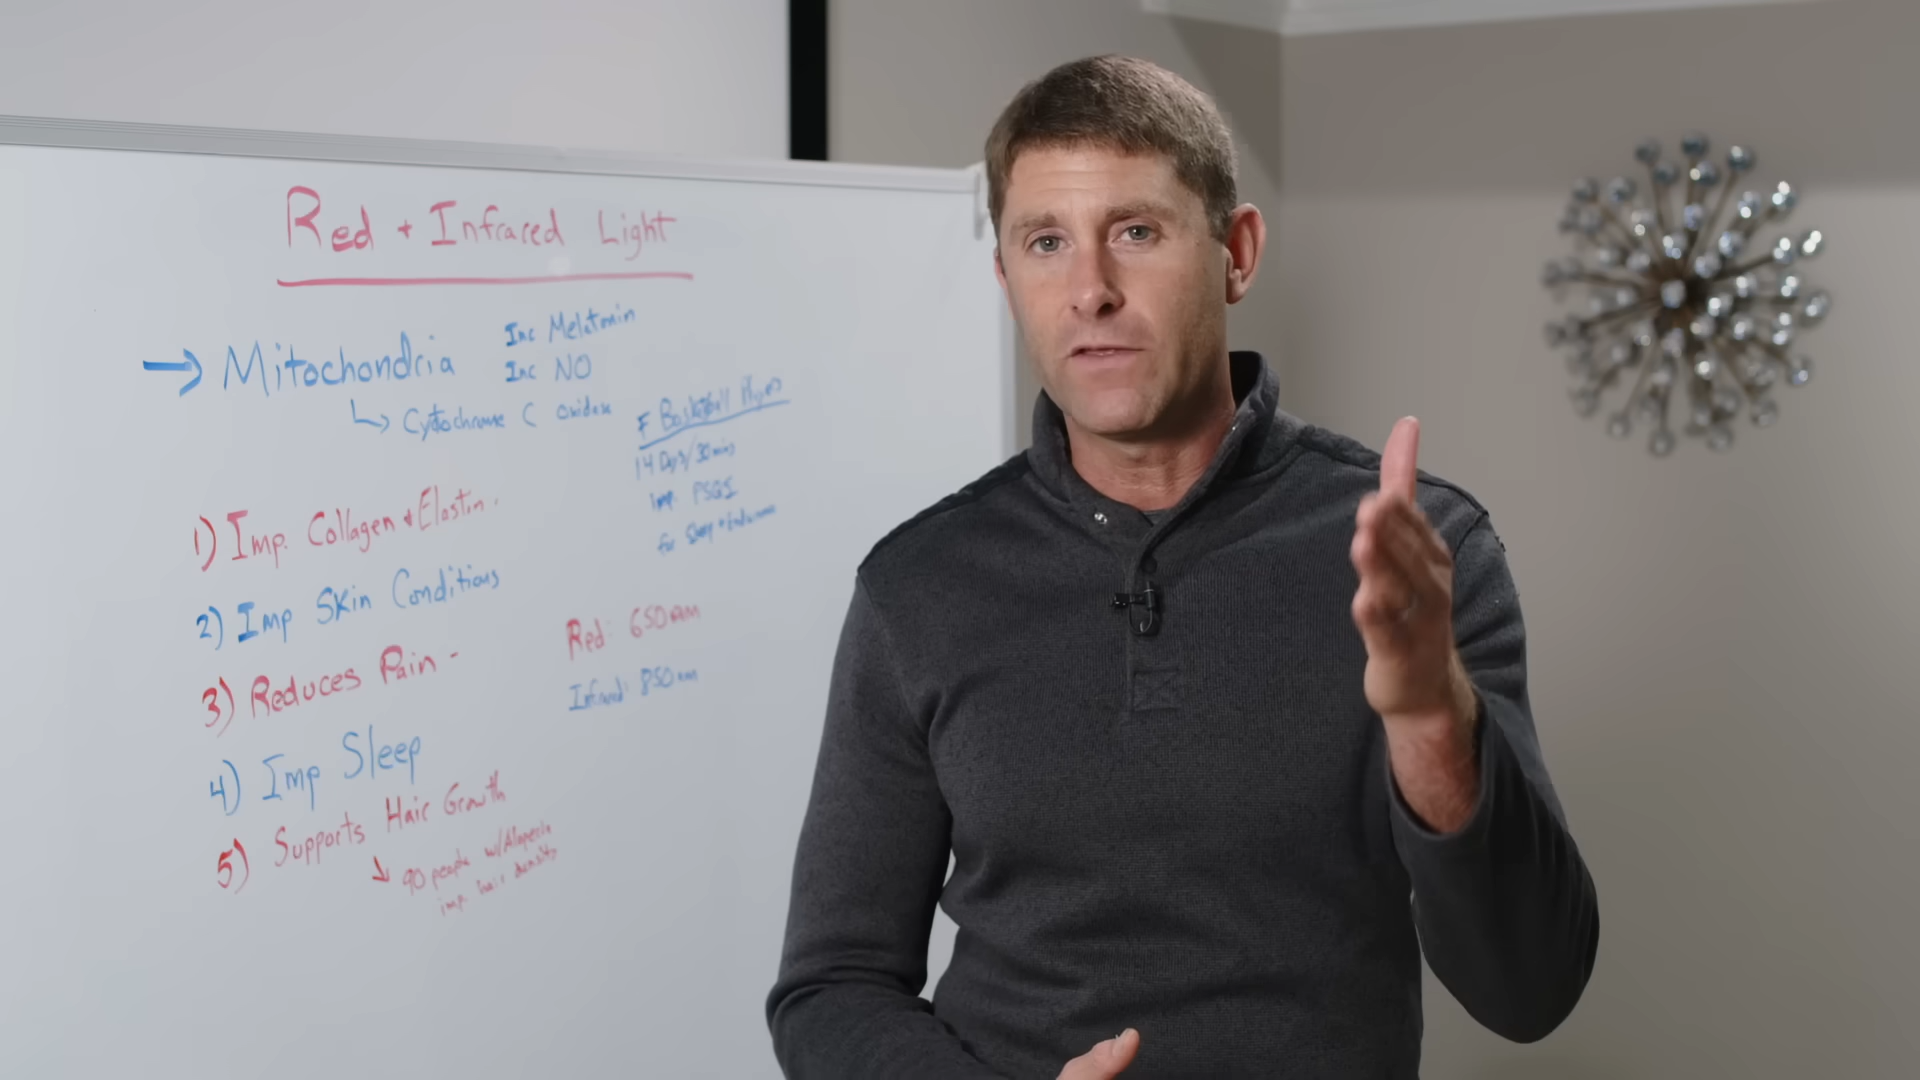 Red + Infrared Light
→ Mitochondria
Inc Melatonin
Inc NO
↳ Cytochrome C oxidase
F Basketball Players
14 Days/30 mins
Imp. PSQI
for Sleep + Endurance
1) Imp. Collagen + Elastin.
2) Imp Skin Conditions
3) Reduces Pain -
4) Imp Sleep
5) Supports Hair Growth
↘ 90 people w/Alopecia
imp. hair density
Red: 650nm
Infrared: 850nm